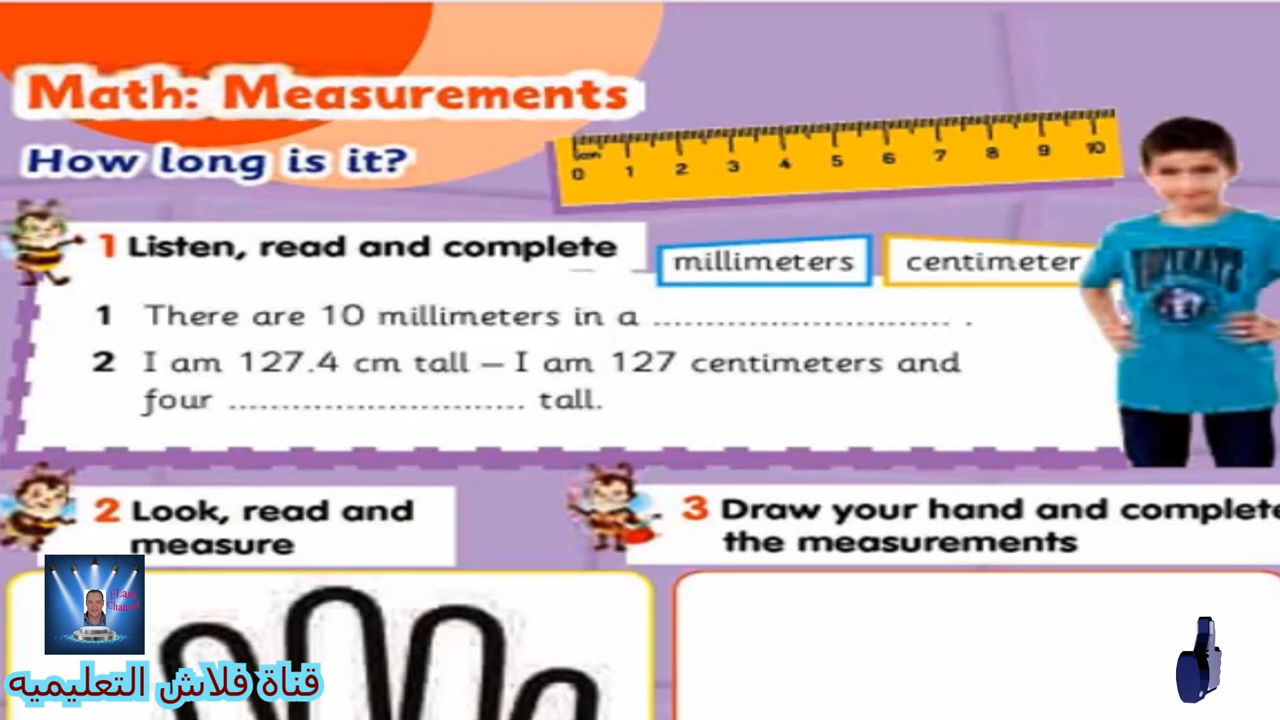 Math: Measurements
How long is it?
cm
0 1 2 3 4 5 6 7 8 9 10
1 Listen, read and complete
millimeters
centimeter
1 There are 10 millimeters in a ............................ .
2 I am 127.4 cm tall – I am 127 centimeters and
four ............................ tall.
2 Look, read and
measure
3 Draw your hand and complete
the measurements
Channel
قناة فلاش التعليميه